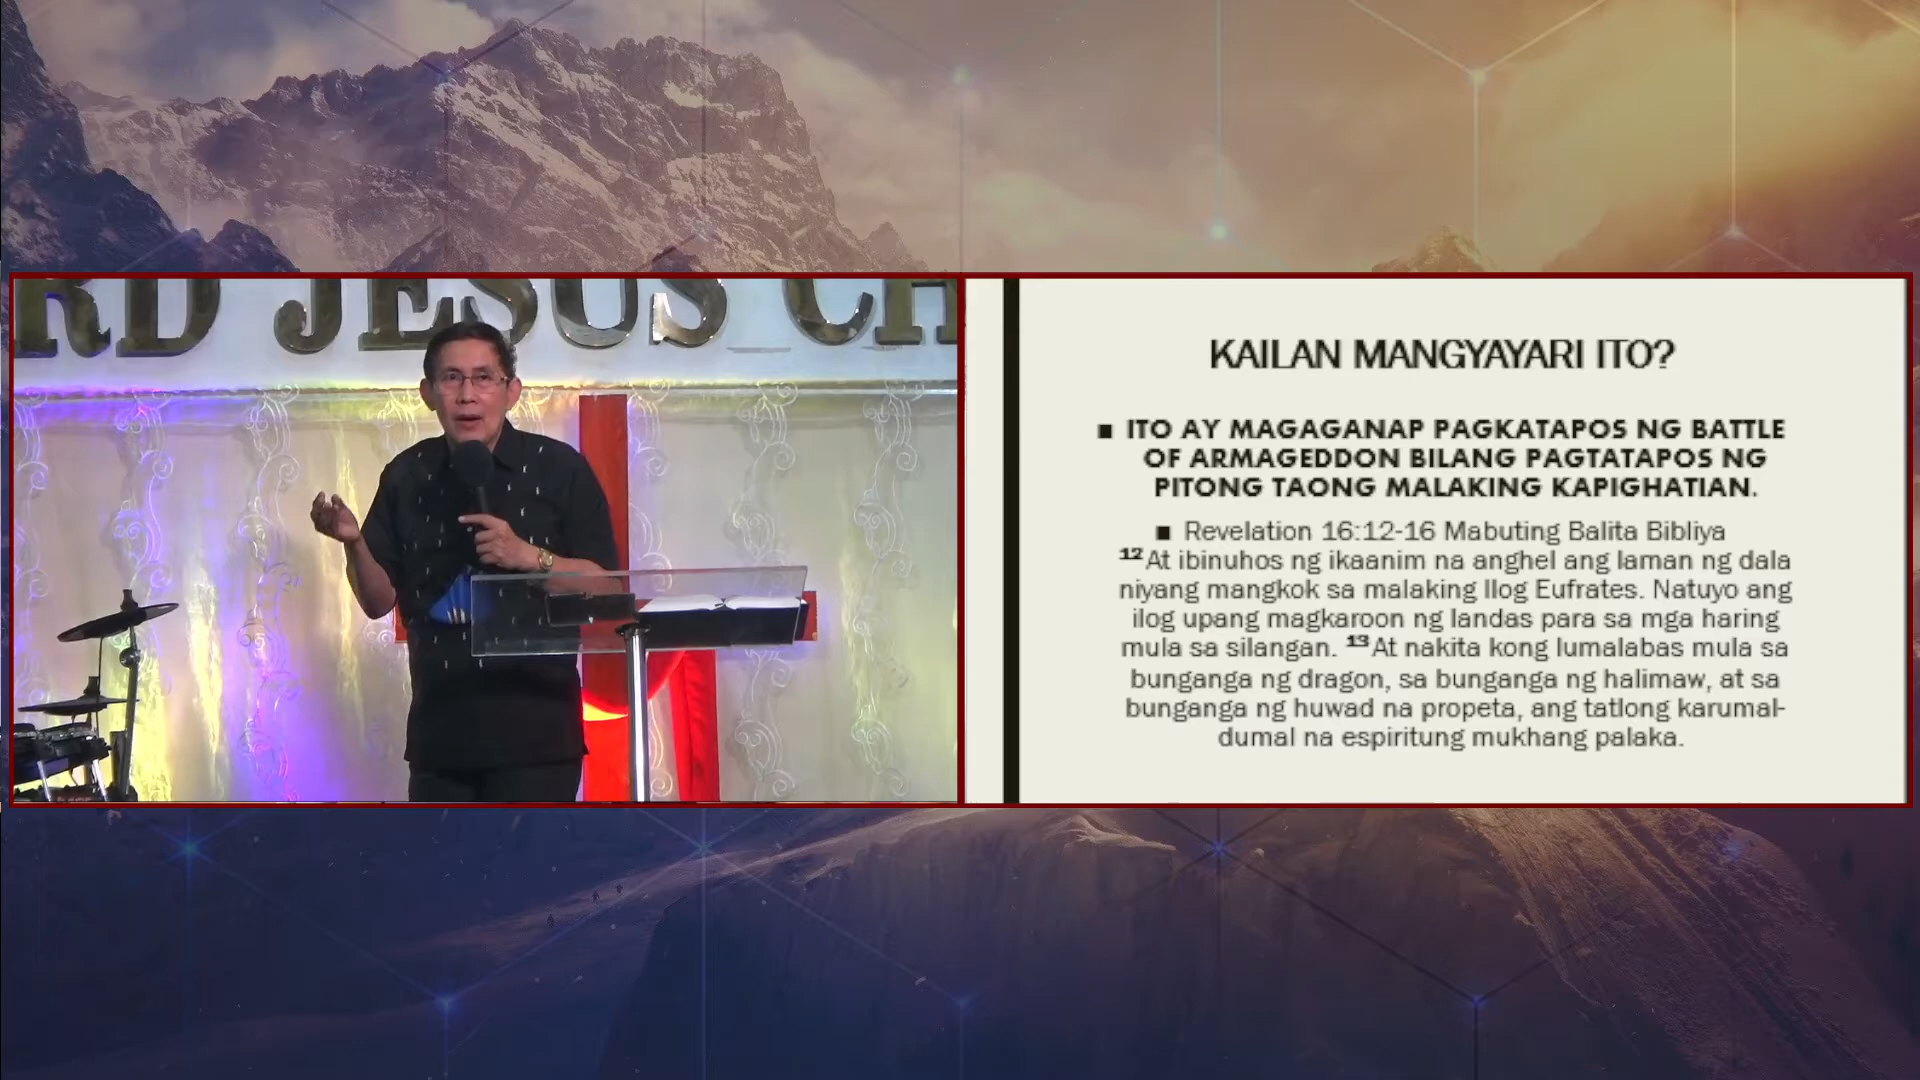 RD JESUS CH
KAILAN MANGYAYARI ITO?
■ ITO AY MAGAGANAP PAGKATAPOS NG BATTLE
OF ARMAGEDDON BILANG PAGTATAPOS NG
PITONG TAONG MALAKING KAPIGHATIAN.
■ Revelation 16:12-16 Mabuting Balita Bibliya
12 At ibinuhos ng ikaanim na anghel ang laman ng dala
niyang mangkok sa malaking Ilog Eufrates. Natuyo ang
ilog upang magkaroon ng landas para sa mga haring
mula sa silangan. 13 At nakita kong lumalabas mula sa
bunganga ng dragon, sa bunganga ng halimaw, at sa
bunganga ng huwad na propeta, ang tatlong karumal-
dumal na espiritung mukhang palaka.